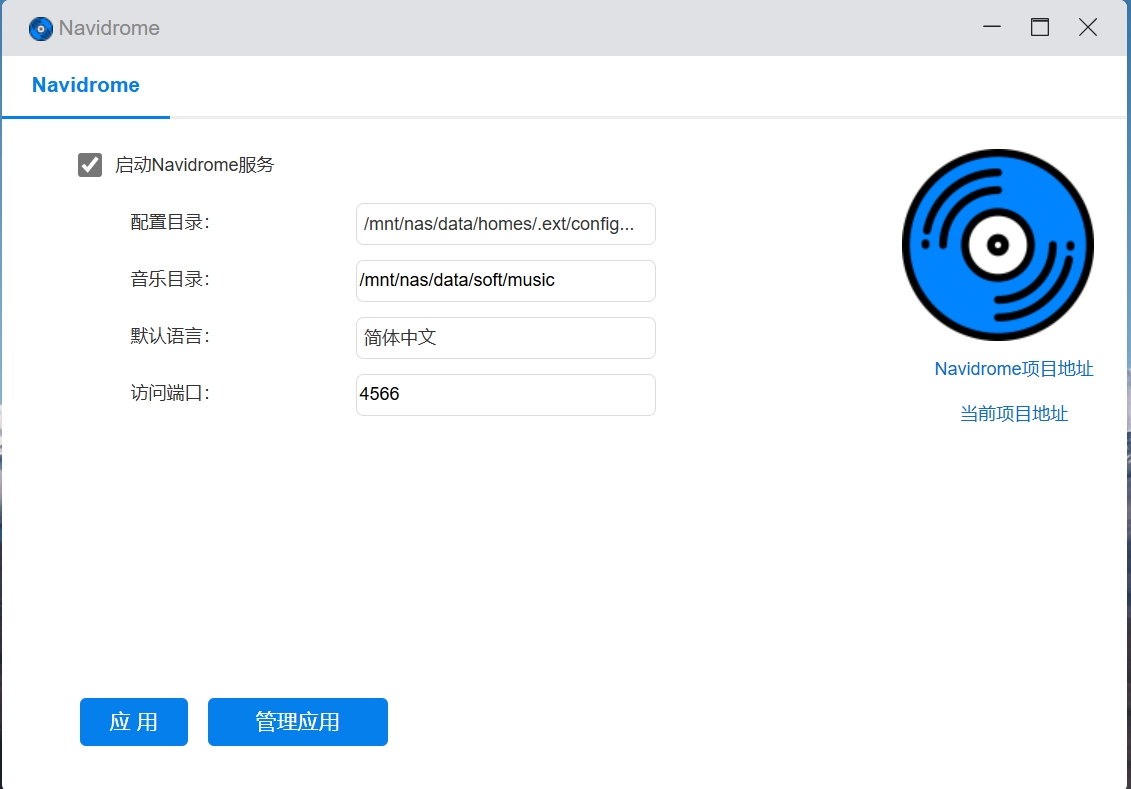 Navidrome
Navidrome
启动Navidrome服务
配置目录：
/mnt/nas/data/homes/.ext/config...
音乐目录：
/mnt/nas/data/soft/music
默认语言：
简体中文
访问端口：
4566
Navidrome项目地址
当前项目地址
应 用
管理应用